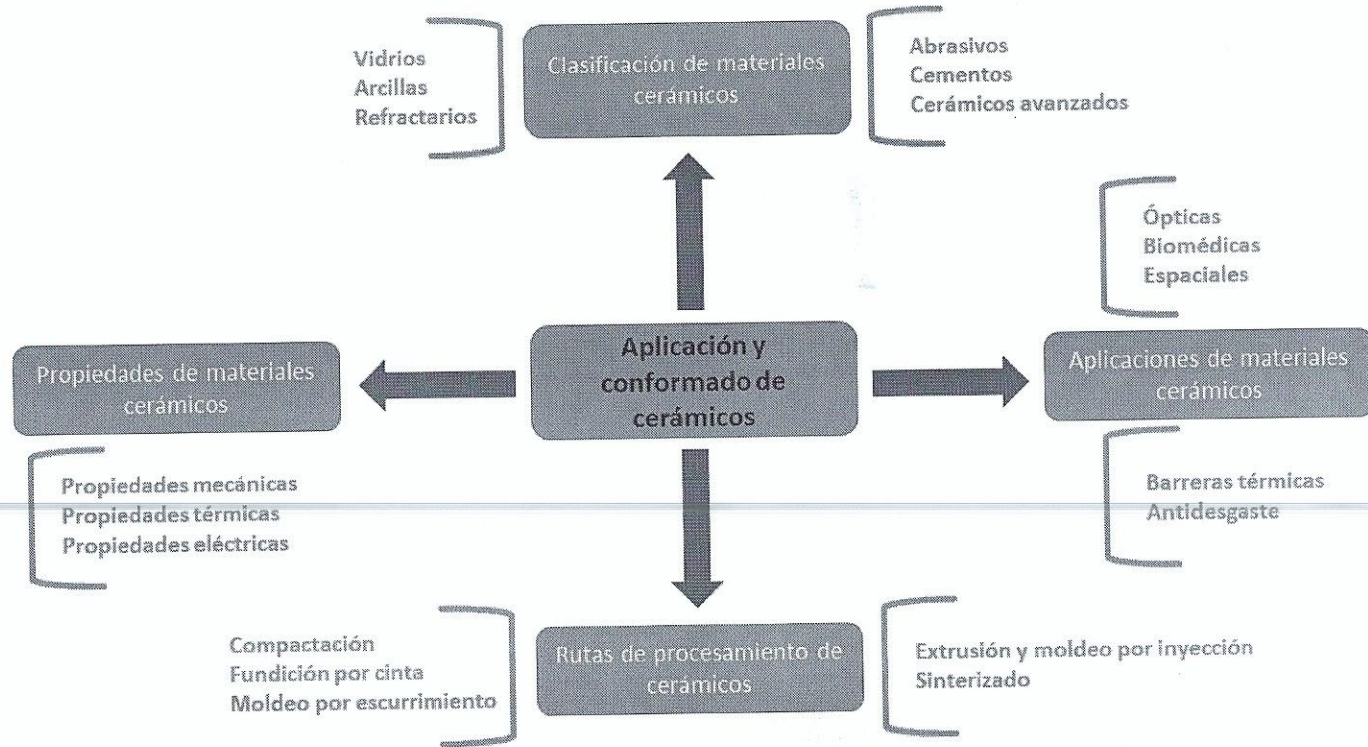 Vidrios
Arcillas
Refractarios
Clasificación de materiales
cerámicos
Abrasivos
Cementos
Cerámicos avanzados
Ópticas
Biomédicas
Espaciales
Propiedades de materiales
cerámicos
Aplicación y
conformado de
cerámicos
Aplicaciones de materiales
cerámicos
Propiedades mecánicas
Propiedades térmicas
Propiedades eléctricas
Barreras térmicas
Antidesgaste
Compactación
Fundición por cinta
Moldeo por escurrimiento
Rutas de procesamiento de
cerámicos
Extrusión y moldeo por inyección
Sinterizado